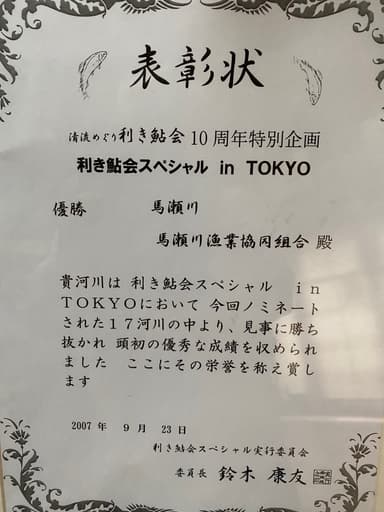 表彰状
清流めぐり利き鮎会 10周年特別企画
利き鮎会スペシャル in TOKYO
優勝 馬瀬川
馬瀬川漁業協同組合 殿
貴河川は 利き鮎会スペシャル in
TOKYOにおいて 今回ノミネート
された17河川の中より、見事に勝ち
抜かれ 頭初の優秀な成績を収められ
ました ここにその栄誉を称え賞し
ます
2007年 9月 23日
利き鮎会スペシャル実行委員会
委員長 鈴木 康友